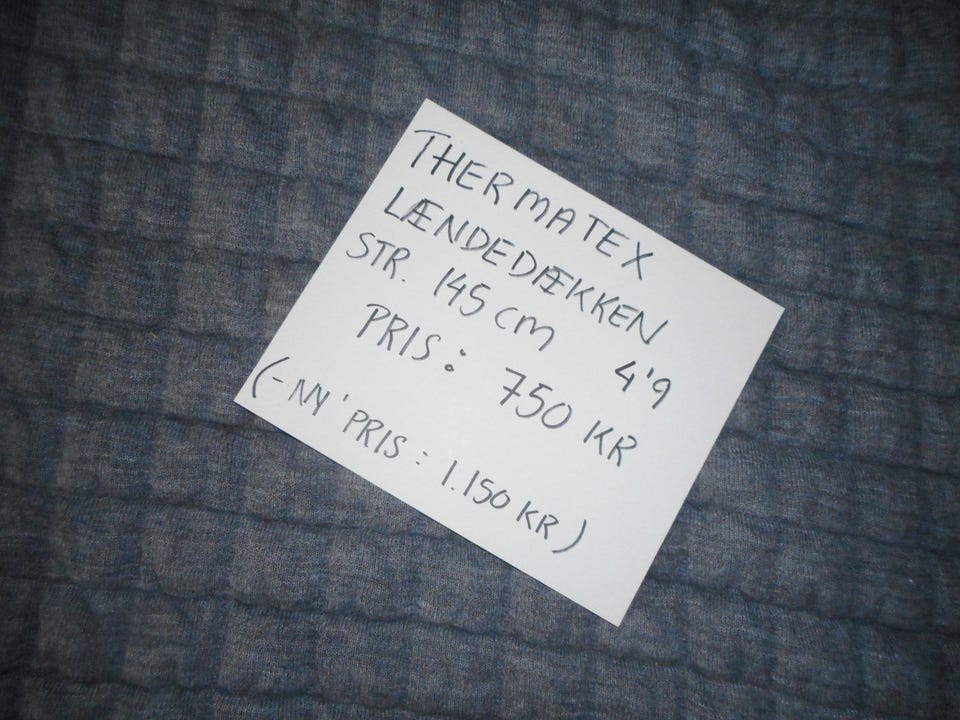 THERMATEX
LÆNDEDÆKKEN
STR. 145 cm 4'9
PRIS: 750 KR
(- NY 'PRIS: 1.150 KR)